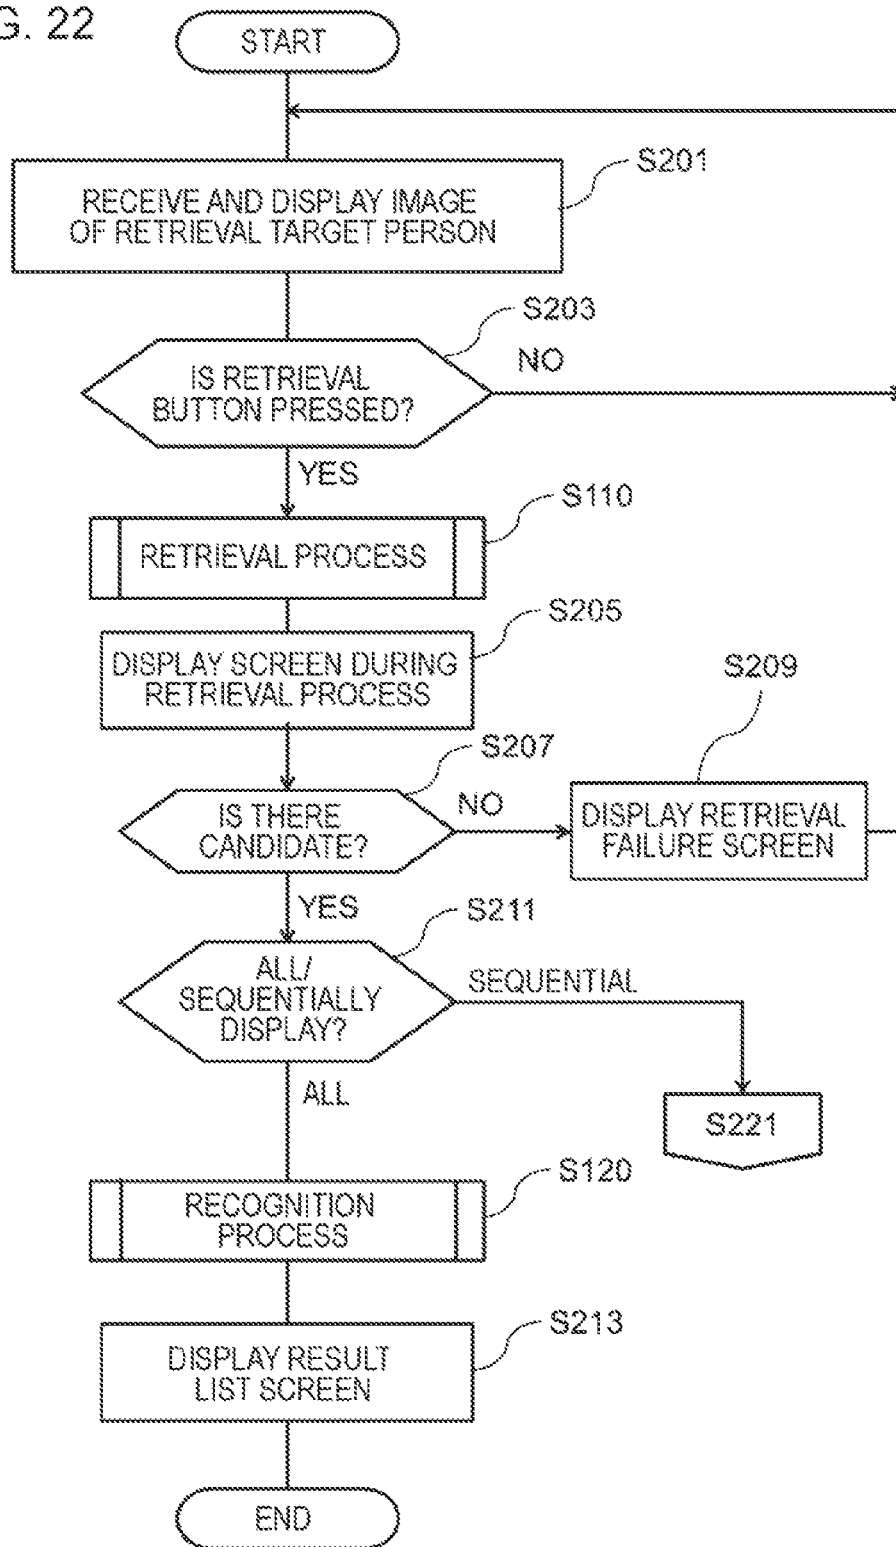 G. 22
START
S201
RECEIVE AND DISPLAY IMAGE
OF RETRIEVAL TARGET PERSON
S203
IS RETRIEVAL
BUTTON PRESSED?
NO
YES
S110
RETRIEVAL PROCESS
S205
DISPLAY SCREEN DURING
RETRIEVAL PROCESS
S209
S207
IS THERE
CANDIDATE?
NO
DISPLAY RETRIEVAL
FAILURE SCREEN
YES
S211
ALL/
SEQUENTIALLY
DISPLAY?
SEQUENTIAL
ALL
S221
S120
RECOGNITION
PROCESS
S213
DISPLAY RESULT
LIST SCREEN
END